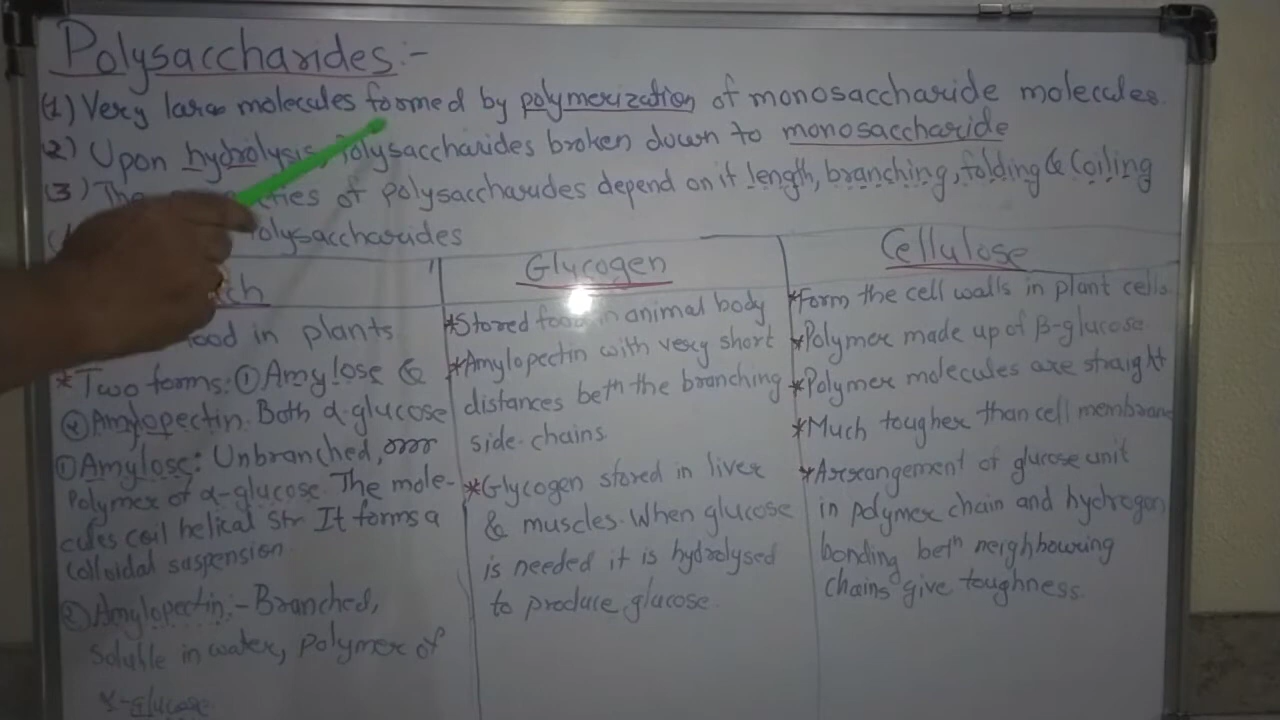 Polysaccharides:-
(1) Very large molecules formed by polymerization of monosaccharide molecules.
2) Upon hydrolysis, Polysaccharides broken down to monosaccharide
(3) The ties of polysaccharides depend on it length, branching, folding & Coiling
Polysaccharides
ch
food in plants
* Two forms: ① Amylose &
② Amylopectin. Both α-glucose
① Amylose: Unbranched,
Polymer of α-glucose. The mole-
cules coil helical str. It forms a
colloidal suspension
② Amylopectin:- Branched,
Soluble in water, polymer of
α-Glucose
Glycogen
*Stored food in animal body
*Amylopectin with very short
distances betn the branching
side-chains
*Glycogen stored in liver
& muscles. When glucose
is needed it is hydrolysed
to produce glucose.
Cellulose
*Form the cell walls in plant cells
*Polymer made up of β-glucose
*Polymer molecules are straight
*Much tougher than cell membrane
*Arrangement of glucose unit
in polymer chain and hydrogen
bonding betn neighbouring
chains give toughness.